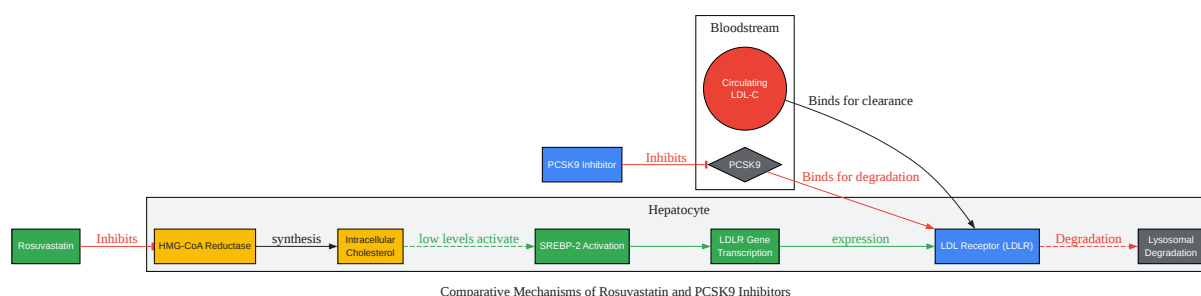 Bloodstream
Circulating
LDL-C
Binds for clearance
PCSK9 Inhibitor
Inhibits
PCSK9
Binds for degradation
Hepatocyte
Rosuvastatin
Inhibits
HMG-CoA Reductase
synthesis
Intracellular
Cholesterol
low levels activate
SREBP-2 Activation
LDLR Gene
Transcription
expression
LDL Receptor (LDLR)
Degradation
Lysosomal
Degradation
Comparative Mechanisms of Rosuvastatin and PCSK9 Inhibitors